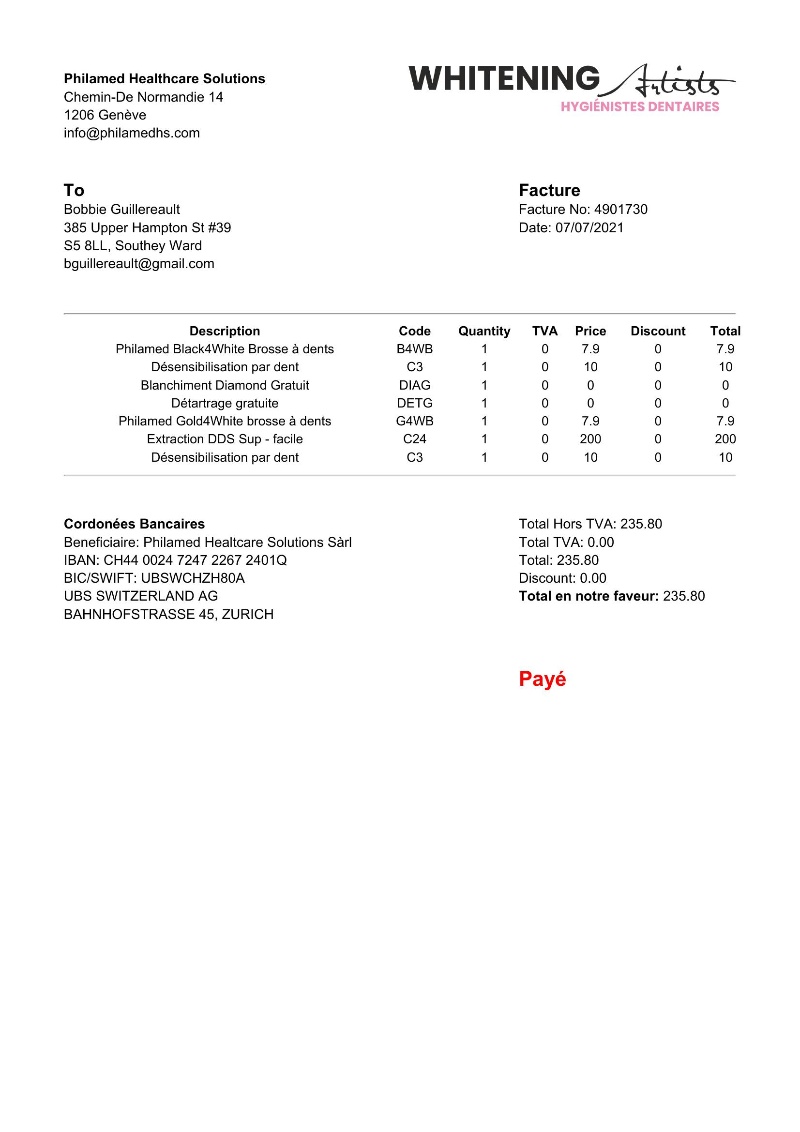 Philamed Healthcare Solutions
Chemin-De Normandie 14
1206 Genève
info@philamedhs.com
WHITENING Artists
HYGIÉNISTES DENTAIRES
To
Bobbie Guillereault
385 Upper Hampton St #39
S5 8LL, Southey Ward
bguillereault@gmail.com
Facture
Facture No: 4901730
Date: 07/07/2021
Description Code Quantity TVA Price Discount Total
Philamed Black4White Brosse à dents B4WB 1 0 7.9 0 7.9
Désensibilisation par dent C3 1 0 10 0 10
Blanchiment Diamond Gratuit DIAG 1 0 0 0 0
Détartrage gratuite DETG 1 0 0 0 0
Philamed Gold4White brosse à dents G4WB 1 0 7.9 0 7.9
Extraction DDS Sup - facile C24 1 0 200 0 200
Désensibilisation par dent C3 1 0 10 0 10
Cordonées Bancaires
Beneficiaire: Philamed Healtcare Solutions Sàrl
IBAN: CH44 0024 7247 2267 2401Q
BIC/SWIFT: UBSWCHZH80A
UBS SWITZERLAND AG
BAHNHOFSTRASSE 45, ZURICH
Total Hors TVA: 235.80
Total TVA: 0.00
Total: 235.80
Discount: 0.00
Total en notre faveur: 235.80
Payé